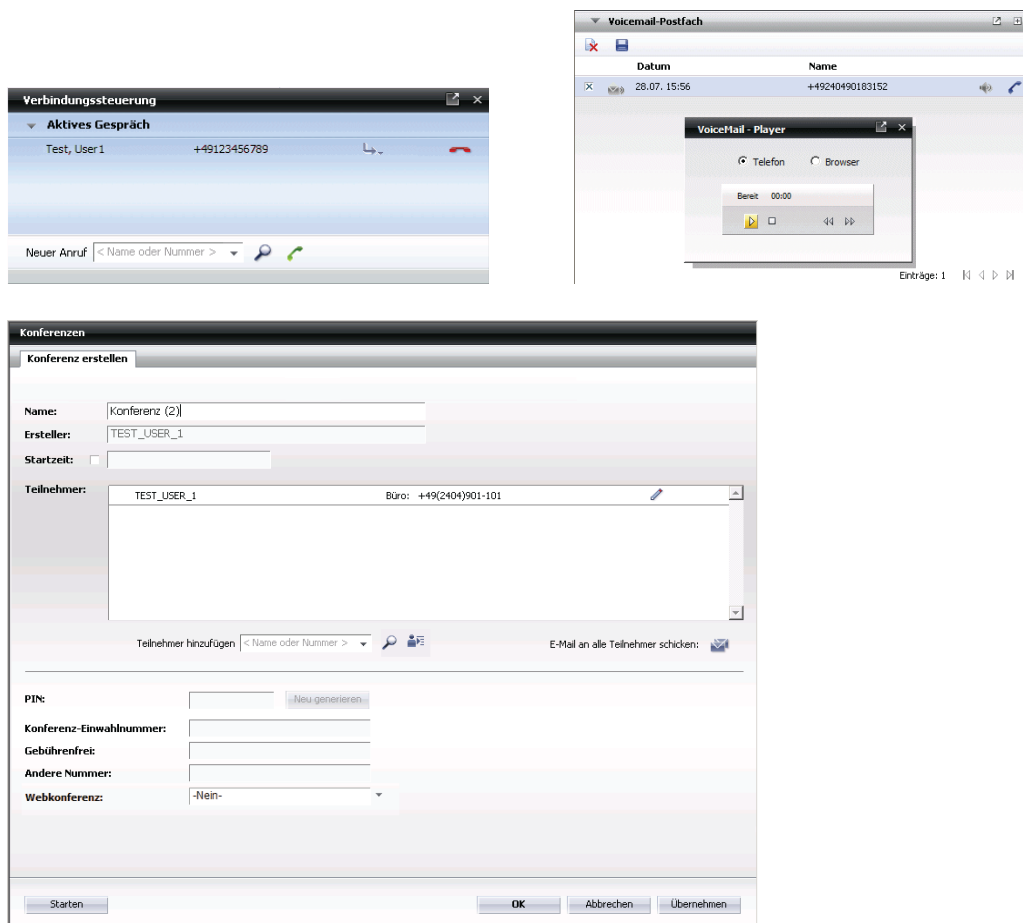 Voicemail-Postfach
Datum Name
28.07. 15:56 +49240490183152
VoiceMail - Player
Telefon Browser
Bereit 00:00
Einträge: 1
Verbindungssteuerung
Aktives Gespräch
Test, User1 +49123456789
Neuer Anruf < Name oder Nummer >
Konferenzen
Konferenz erstellen
Name: Konferenz (2)
Ersteller: TEST_USER_1
Startzeit:
Teilnehmer:
TEST_USER_1 Büro: +49(2404)901-101
Teilnehmer hinzufügen < Name oder Nummer > E-Mail an alle Teilnehmer schicken:
PIN: Neu generieren
Konferenz-Einwahlnummer:
Gebührenfrei:
Andere Nummer:
Webkonferenz: -Nein-
Starten OK Abbrechen Übernehmen